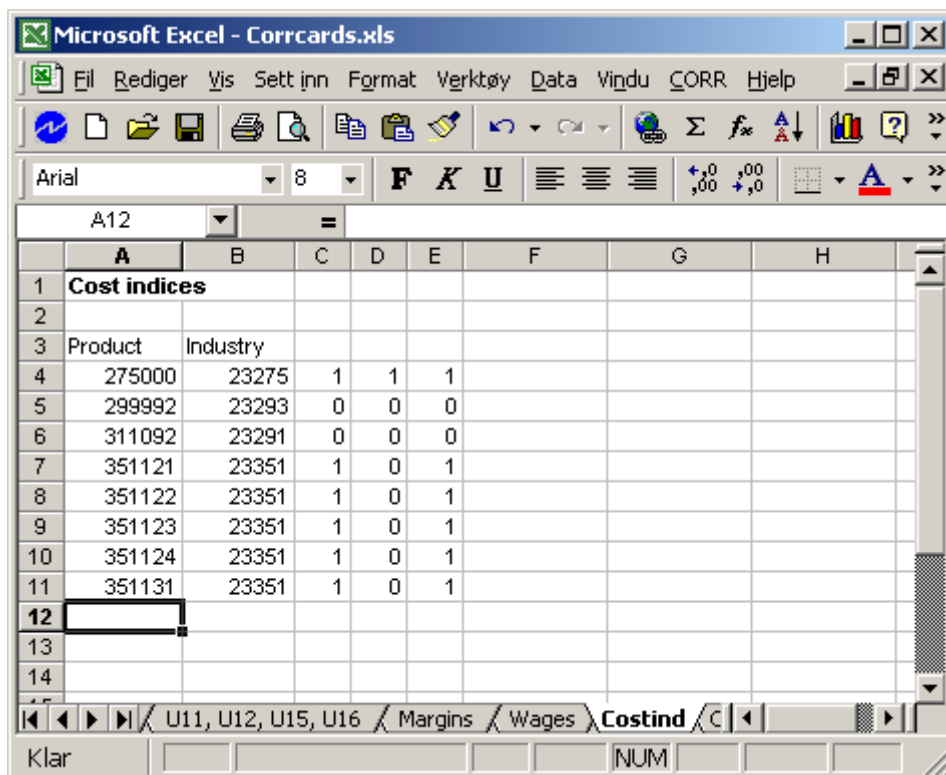 Microsoft Excel - Corrcards.xls
Fil Rediger Vis Sett inn Format Verktøy Data Vindu CORR Hjelp
Arial 8 F K U
A12 =
A B C D E F G H
1 Cost indices
2
3 Product Industry
4 275000 23275 1 1 1
5 299992 23293 0 0 0
6 311092 23291 0 0 0
7 351121 23351 1 0 1
8 351122 23351 1 0 1
9 351123 23351 1 0 1
10 351124 23351 1 0 1
11 351131 23351 1 0 1
12
13
14
U11, U12, U15, U16 Margins Wages Costind
Klar NUM